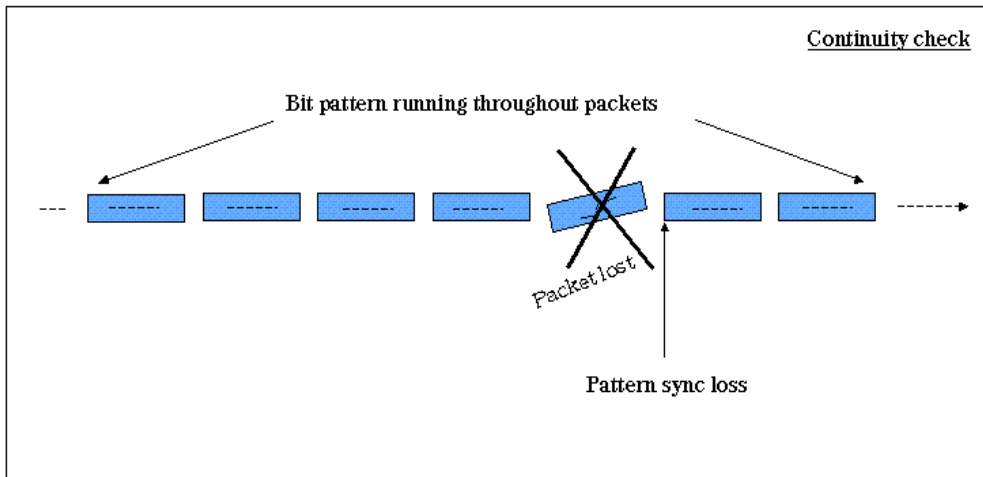 Continuity check
Bit pattern running throughout packets
Packet lost
Pattern sync loss